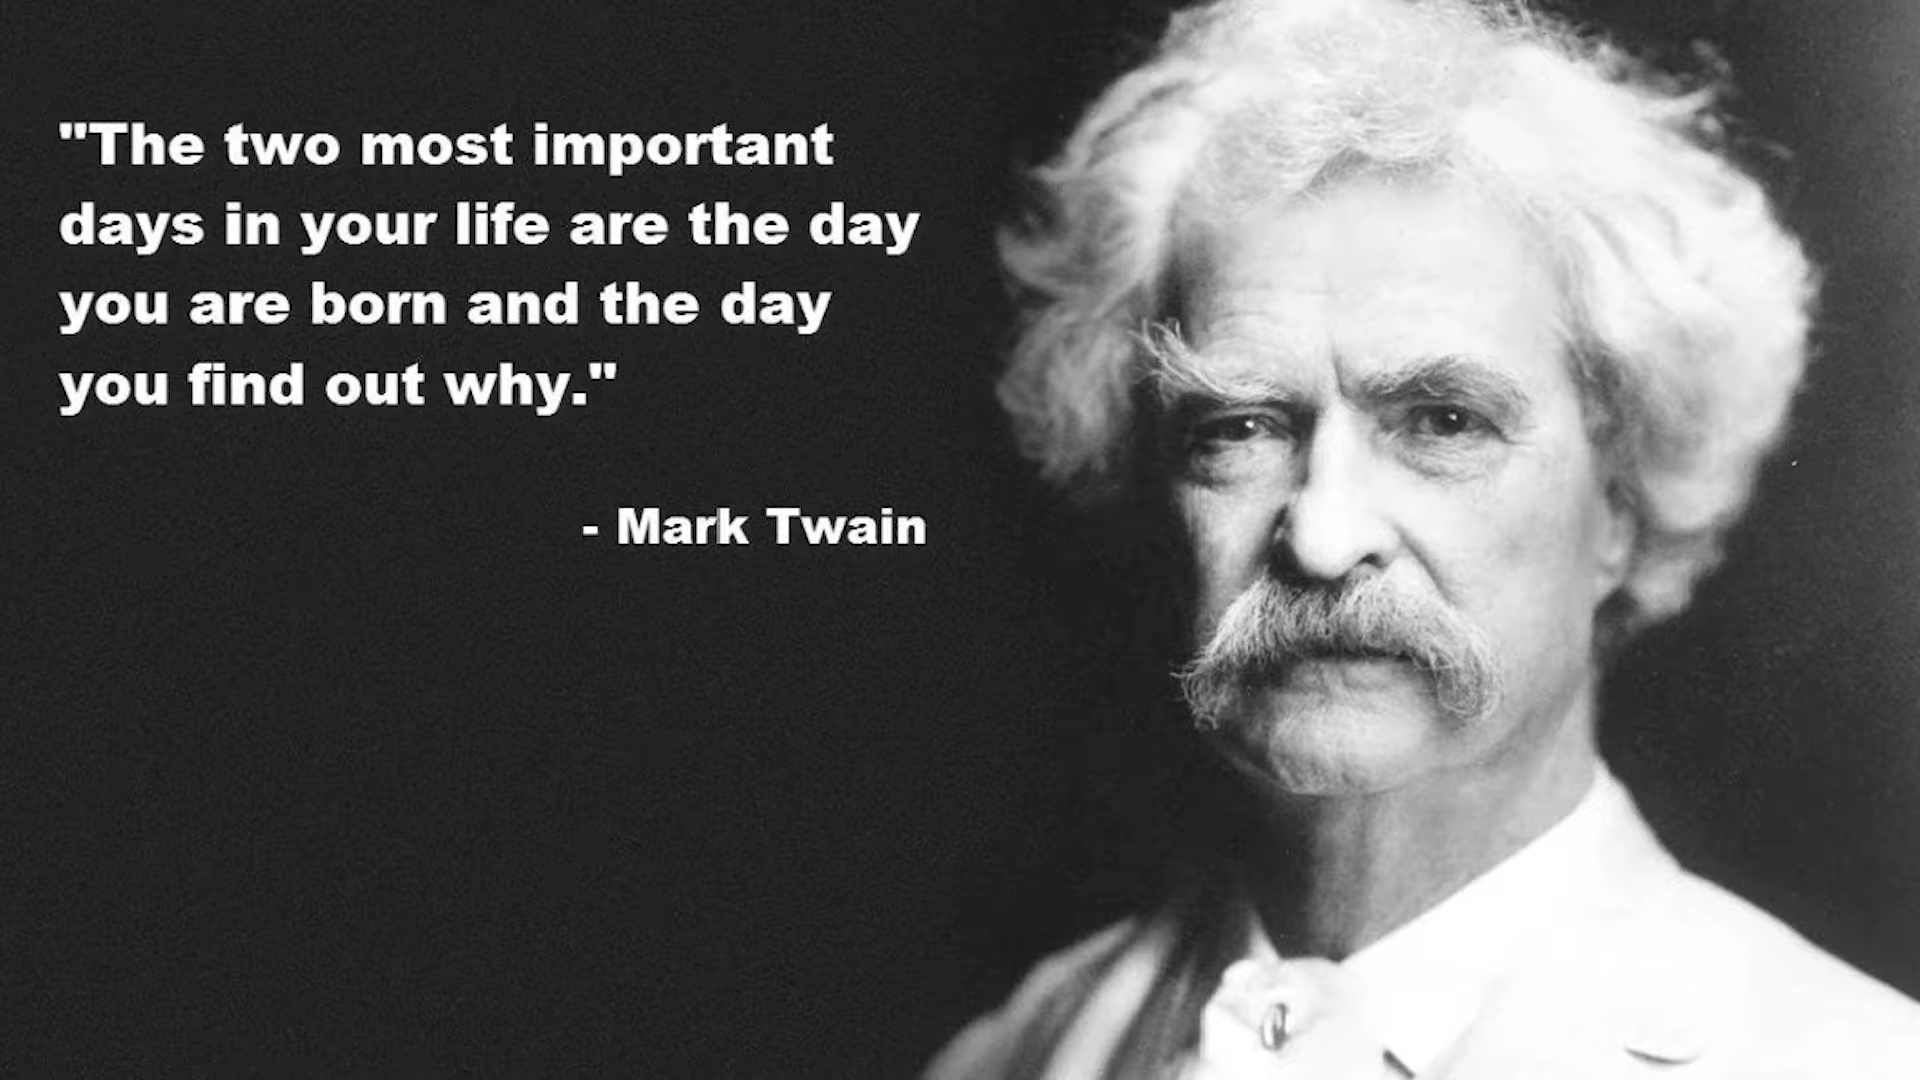 "The two most important
days in your life are the day
you are born and the day
you find out why."
- Mark Twain